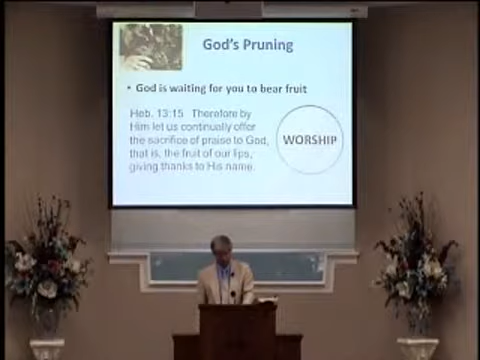 God's Pruning
• God is waiting for you to bear fruit
Heb. 13:15 Therefore by
Him let us continually offer
the sacrifice of praise to God,
that is, the fruit of our lips,
giving thanks to His name.
WORSHIP